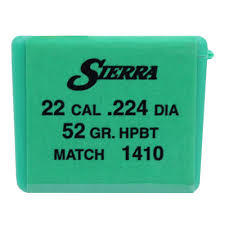 SIERRA
22 CAL .224 DIA
52 GR. HPBT
MATCH 1410